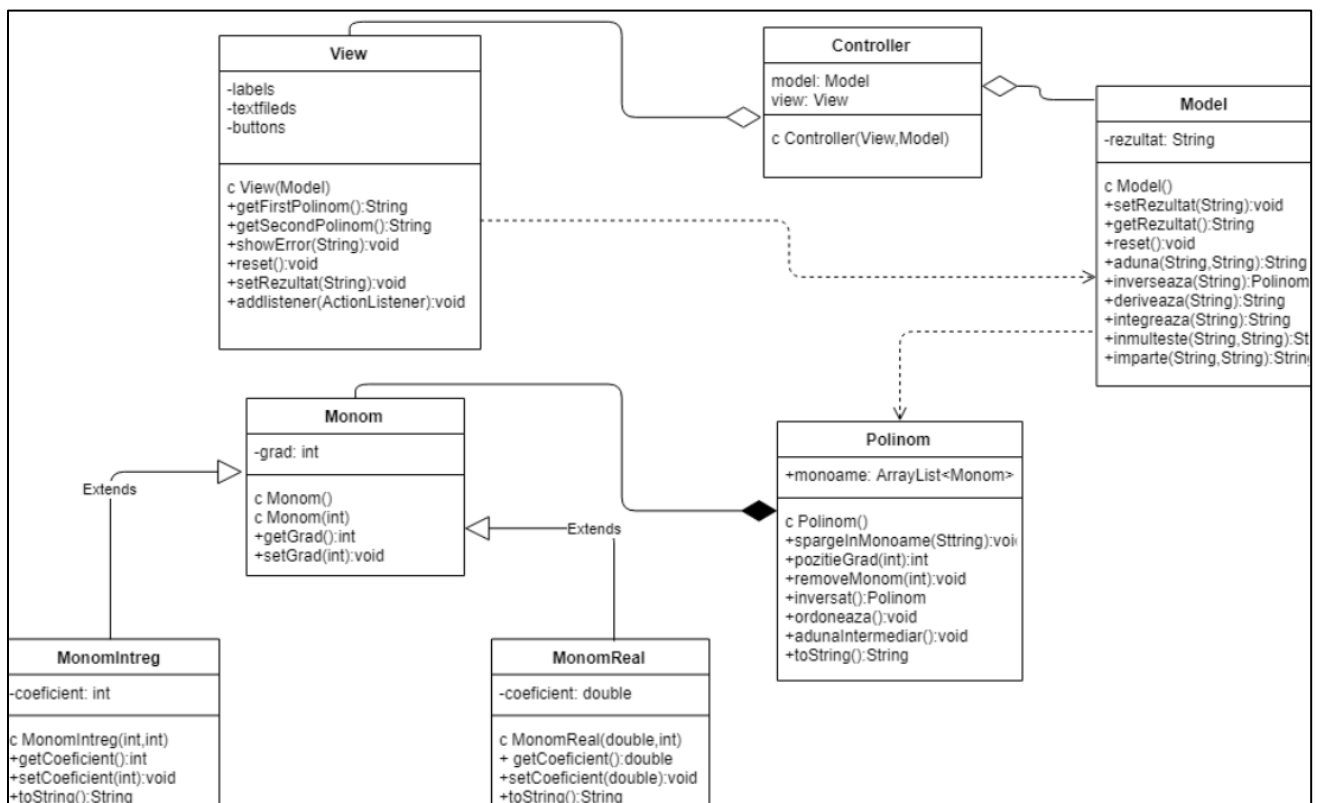 View
-labels
-textfileds
-buttons
c View(Model)
+getFirstPolinom():String
+getSecondPolinom():String
+showError(String):void
+reset():void
+setRezultat(String):void
+addlistener(ActionListener):void
Controller
model: Model
view: View
c Controller(View,Model)
Model
-rezultat: String
c Model()
+setRezultat(String):void
+getRezultat():String
+reset():void
+aduna(String,String):String
+inverseaza(String):Polinom
+deriveaza(String):String
+integreaza(String):String
+inmulteste(String,String):St
+imparte(String,String):String
Monom
-grad: int
c Monom()
c Monom(int)
+getGrad():int
+setGrad(int):void
Extends
Extends
Polinom
+monoame: ArrayList<Monom>
c Polinom()
+spargeInMonoame(Sttring):voi
+pozitieGrad(int):int
+removeMonom(int):void
+inversat():Polinom
+ordoneaza():void
+adunaIntermediar():void
+toString():String
MonomIntreg
-coeficient: int
c MonomIntreg(int,int)
+getCoeficient():int
+setCoeficient(int):void
+toString():String
MonomReal
-coeficient: double
c MonomReal(double,int)
+ getCoeficient():double
+setCoeficient(double):void
+toString():String